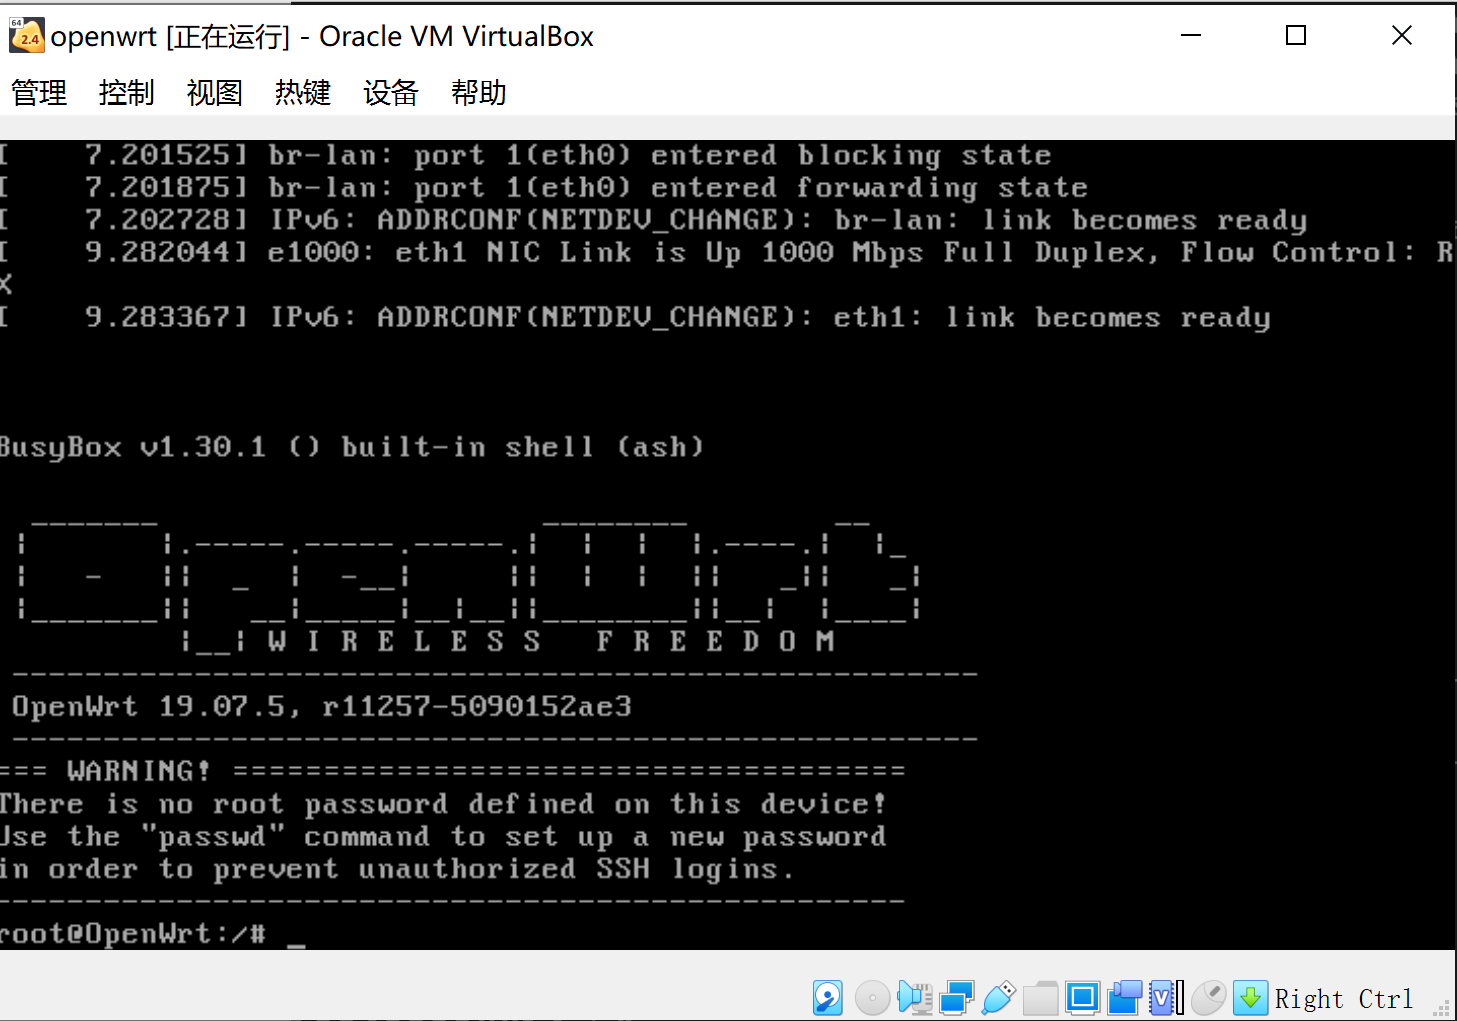 openwrt [正在运行] - Oracle VM VirtualBox
管理 控制 视图 热键 设备 帮助
[    7.201525] br-lan: port 1(eth0) entered blocking state
[    7.201875] br-lan: port 1(eth0) entered forwarding state
[    7.202728] IPv6: ADDRCONF(NETDEV_CHANGE): br-lan: link becomes ready
[    9.282044] e1000: eth1 NIC Link is Up 1000 Mbps Full Duplex, Flow Control: R
X
[    9.283367] IPv6: ADDRCONF(NETDEV_CHANGE): eth1: link becomes ready
BusyBox v1.30.1 () built-in shell (ash)
OpenWrt
W I R E L E S S   F R E E D O M
-----------------------------------------------------
OpenWrt 19.07.5, r11257-5090152ae3
-----------------------------------------------------
=== WARNING! =====================================
There is no root password defined on this device!
Use the "passwd" command to set up a new password
in order to prevent unauthorized SSH logins.
--------------------------------------------------
root@OpenWrt:/# _
Right Ctrl